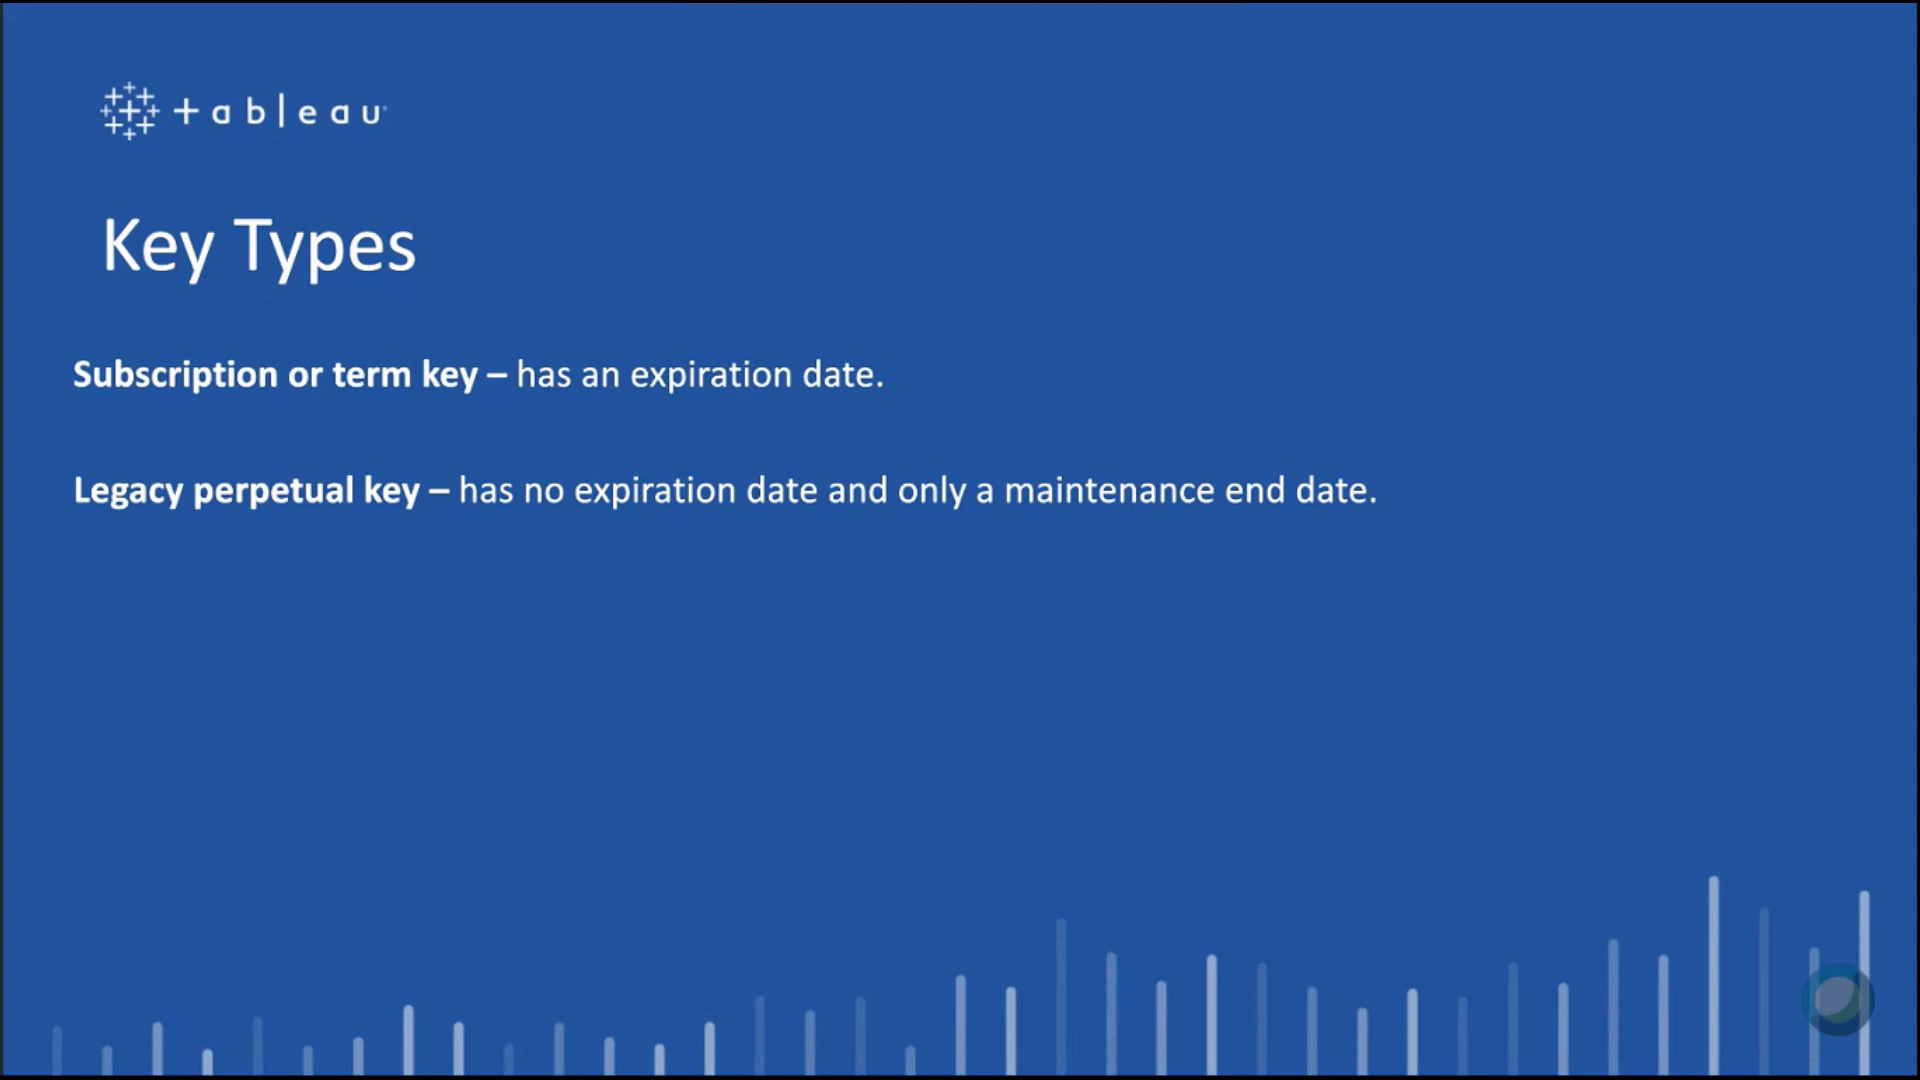 +ableau
Key Types
Subscription or term key – has an expiration date.
Legacy perpetual key – has no expiration date and only a maintenance end date.